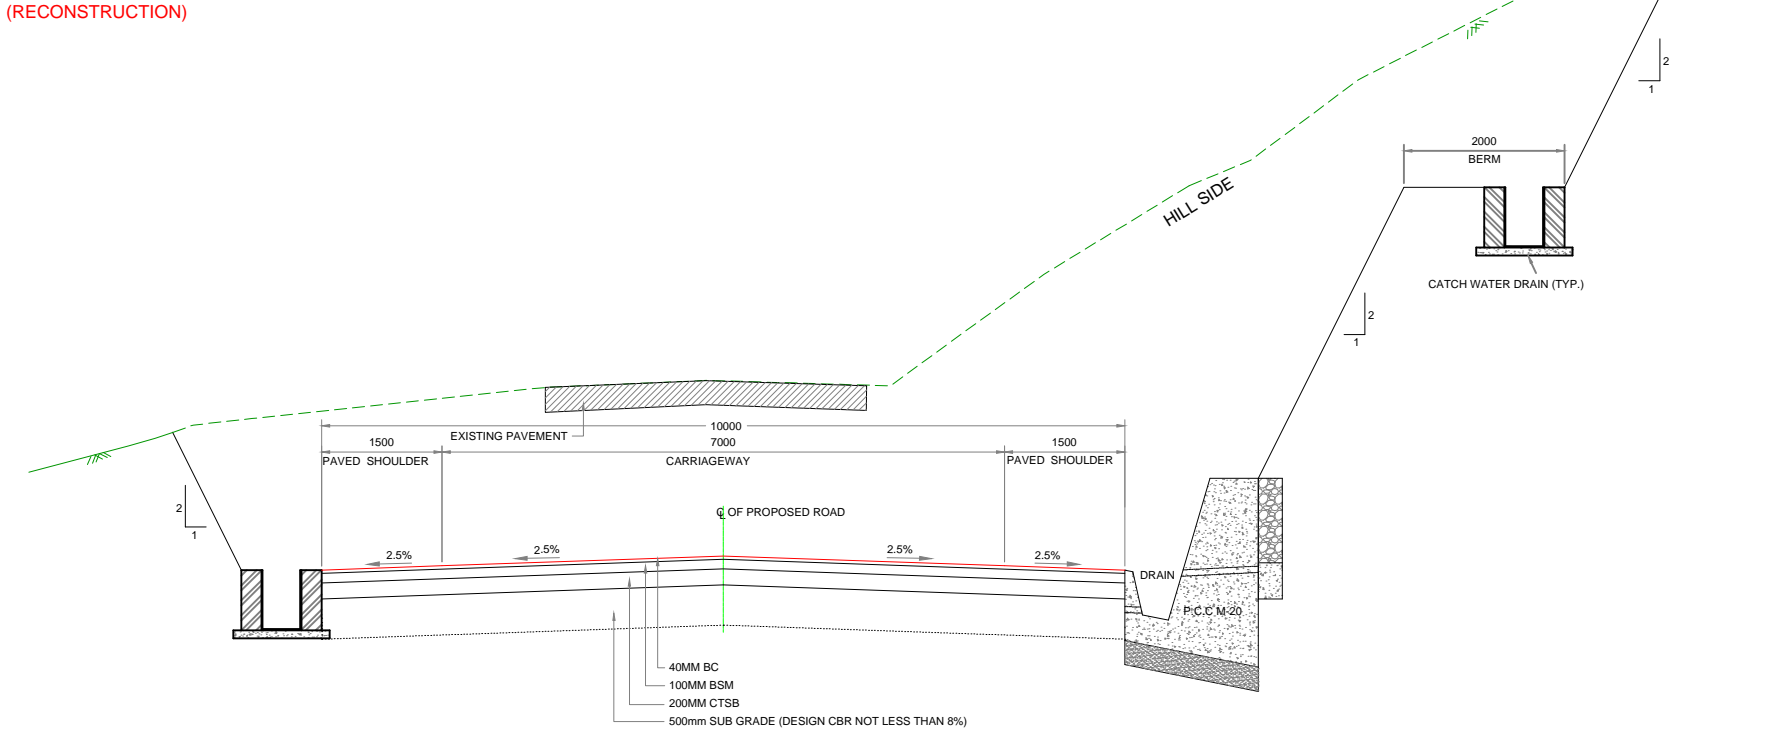 (RECONSTRUCTION)
2
1
2000
BERM
HILL SIDE
CATCH WATER DRAIN (TYP.)
2
1
10000
EXISTING PAVEMENT
1500
7000
1500
PAVED SHOULDER
CARRIAGEWAY
PAVED SHOULDER
2
1
℄ OF PROPOSED ROAD
2.5%
2.5%
2.5%
2.5%
DRAIN
P.C.C M-20
40MM BC
100MM BSM
200MM CTSB
500mm SUB GRADE (DESIGN CBR NOT LESS THAN 8%)